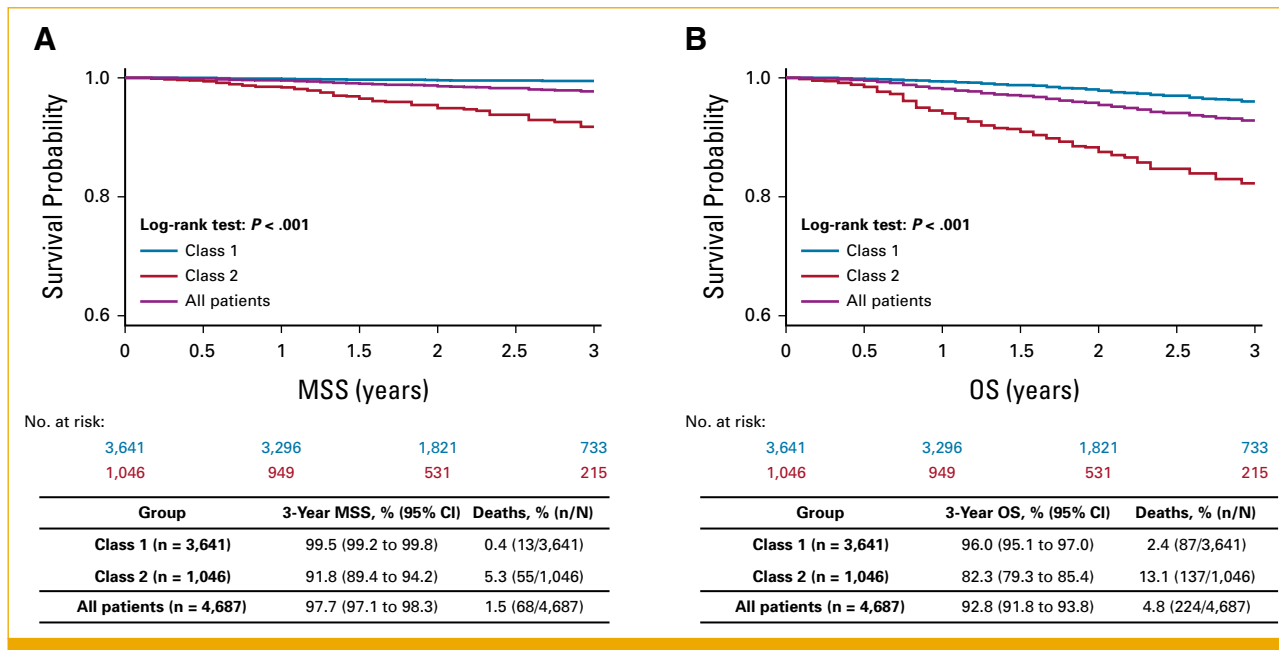 A
Survival Probability
1.0
0.8
0.6
Log-rank test: P < .001
Class 1
Class 2
All patients
0 0.5 1 1.5 2 2.5 3
MSS (years)
No. at risk:
3,641 3,296 1,821 733
1,046 949 531 215
Group 3-Year MSS, % (95% CI) Deaths, % (n/N)
Class 1 (n = 3,641) 99.5 (99.2 to 99.8) 0.4 (13/3,641)
Class 2 (n = 1,046) 91.8 (89.4 to 94.2) 5.3 (55/1,046)
All patients (n = 4,687) 97.7 (97.1 to 98.3) 1.5 (68/4,687)
B
Survival Probability
1.0
0.8
0.6
Log-rank test: P < .001
Class 1
Class 2
All patients
0 0.5 1 1.5 2 2.5 3
OS (years)
3,641 3,296 1,821 733
1,046 949 531 215
Group 3-Year OS, % (95% CI) Deaths, % (n/N)
Class 1 (n = 3,641) 96.0 (95.1 to 97.0) 2.4 (87/3,641)
Class 2 (n = 1,046) 82.3 (79.3 to 85.4) 13.1 (137/1,046)
All patients (n = 4,687) 92.8 (91.8 to 93.8) 4.8 (224/4,687)